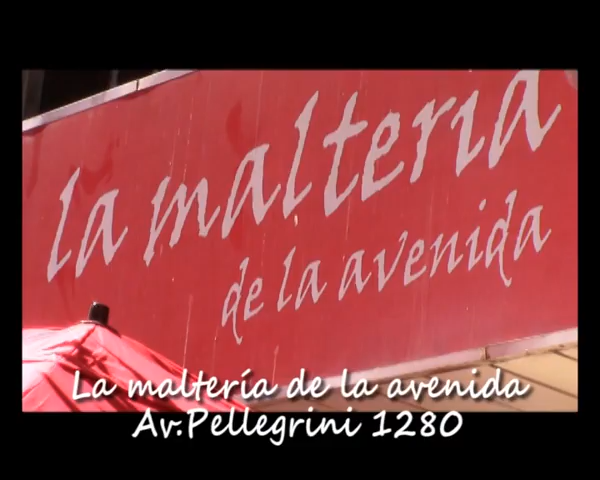 la malteria
de la avenida
La maltería de la avenida
Av.Pellegrini 1280